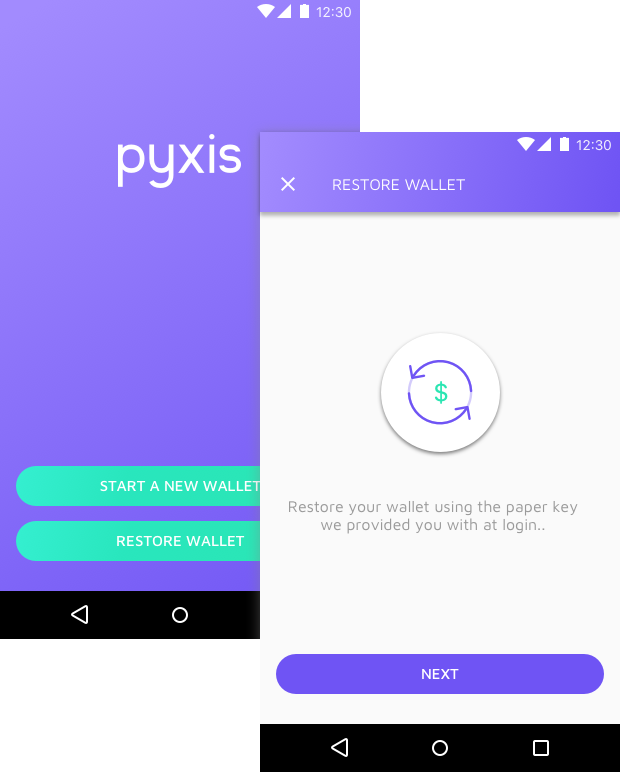 12:30
pyxis
START A NEW WALLET
RESTORE WALLET
12:30
RESTORE WALLET
$
Restore your wallet using the paper key
we provided you with at login..
NEXT